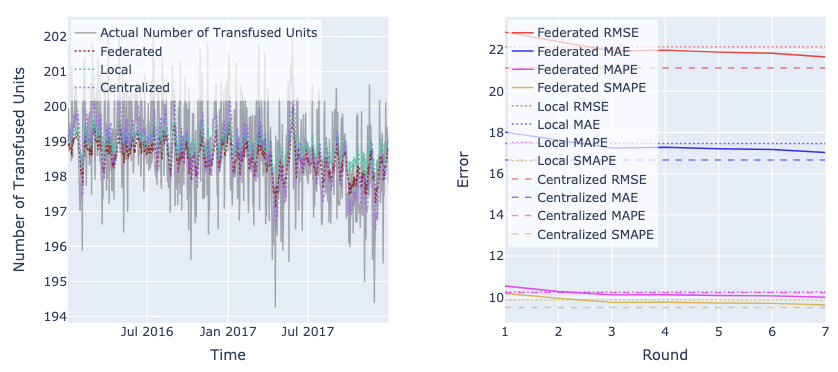 Number of Transfused Units
202
201
200
199
198
197
196
195
194
Actual Number of Transfused Units
Federated
Local
Centralized
Jul 2016
Jan 2017
Jul 2017
Time
Error
22
20
18
16
14
12
10
Federated RMSE
Federated MAE
Federated MAPE
Federated SMAPE
Local RMSE
Local MAE
Local MAPE
Local SMAPE
Centralized RMSE
Centralized MAE
Centralized MAPE
Centralized SMAPE
1
2
3
4
5
6
7
Round